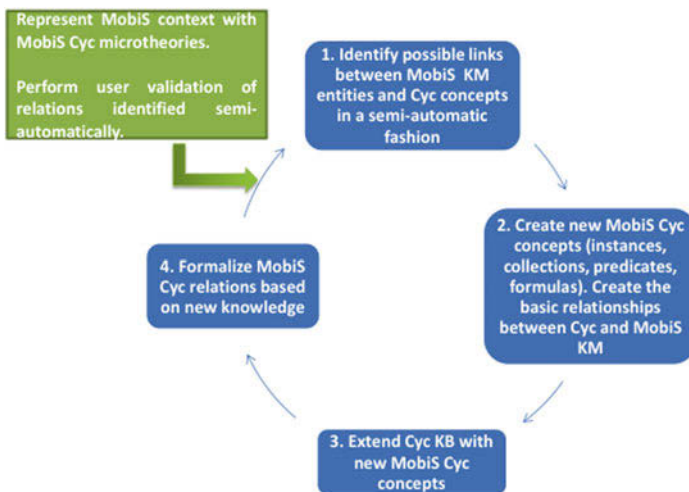 Represent MobiS context with
MobiS Cyc microtheories.
Perform user validation of
relations identified semi-
automatically.
1. Identify possible links
between MobiS KM
entities and Cyc concepts
in a semi-automatic
fashion
2. Create new MobiS Cyc
concepts (instances,
collections, predicates,
formulas). Create the
basic relationships
between Cyc and MobiS
KM
3. Extend Cyc KB with
new MobiS Cyc
concepts
4. Formalize MobiS
Cyc relations based
on new knowledge